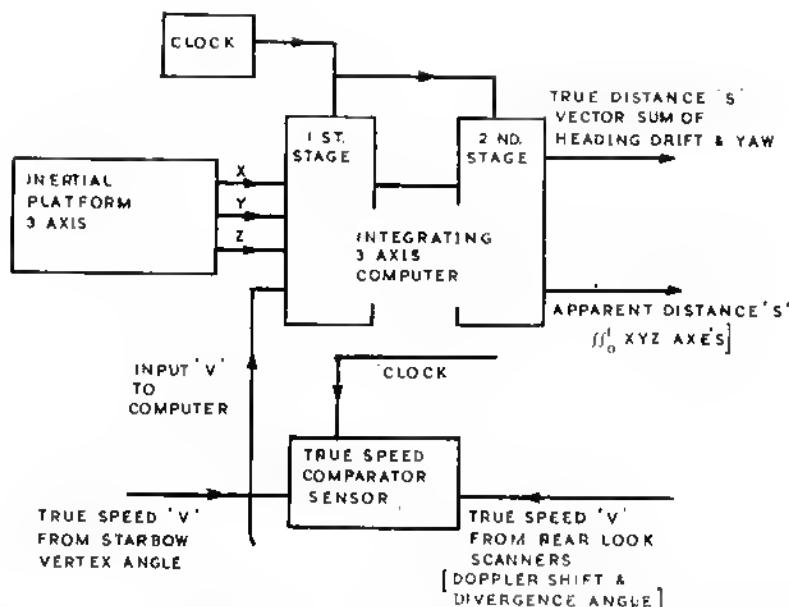 CLOCK
1 ST.
STAGE
2 ND.
STAGE
TRUE DISTANCE 'S'
VECTOR SUM OF
HEADING DRIFT & YAW
INERTIAL
PLATFORM
3 AXIS
X
Y
Z
INTEGRATING
3 AXIS
COMPUTER
APPARENT DISTANCE 'S'
∫∫₀ᵗ XYZ AXE'S]
INPUT 'V'
TO
COMPUTER
CLOCK
TRUE SPEED
COMPARATOR
SENSOR
TRUE SPEED 'V'
FROM STARBOW
VERTEX ANGLE
TRUE SPEED 'V'
FROM REAR LOOK
SCANNERS
[DOPPLER SHIFT &
DIVERGENCE ANGLE]